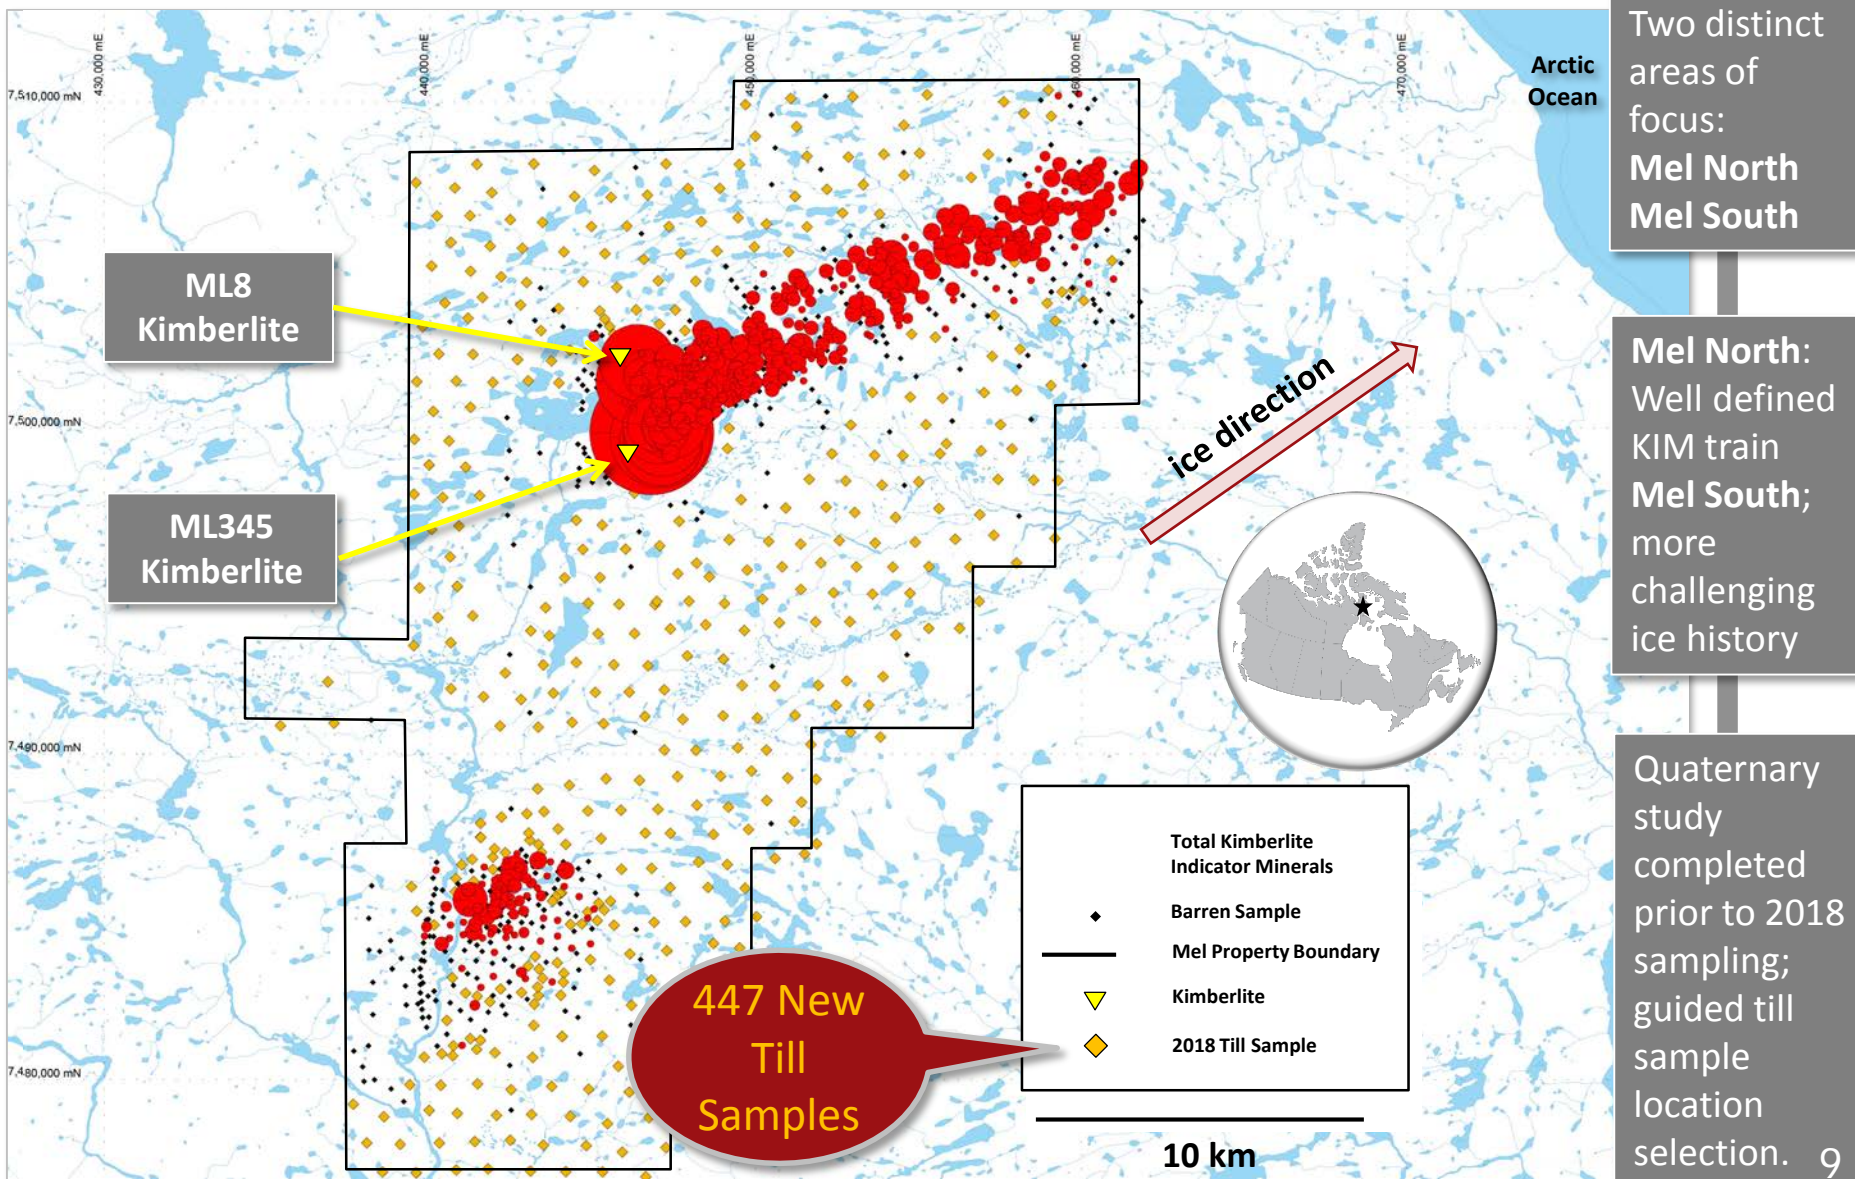 430,000 mE
440,000 mE
450,000 mE
460,000 mE
470,000 mE
7,510,000 mN
7,500,000 mN
7,490,000 mN
7,480,000 mN
Arctic
Ocean
ML8
Kimberlite
ML345
Kimberlite
ice direction
Total Kimberlite
Indicator Minerals
Barren Sample
Mel Property Boundary
Kimberlite
2018 Till Sample
447 New
Till
Samples
10 km
Two distinct
areas of
focus:
Mel North
Mel South
Mel North:
Well defined
KIM train
Mel South;
more
challenging
ice history
Quaternary
study
completed
prior to 2018
sampling;
guided till
sample
location
selection.
9